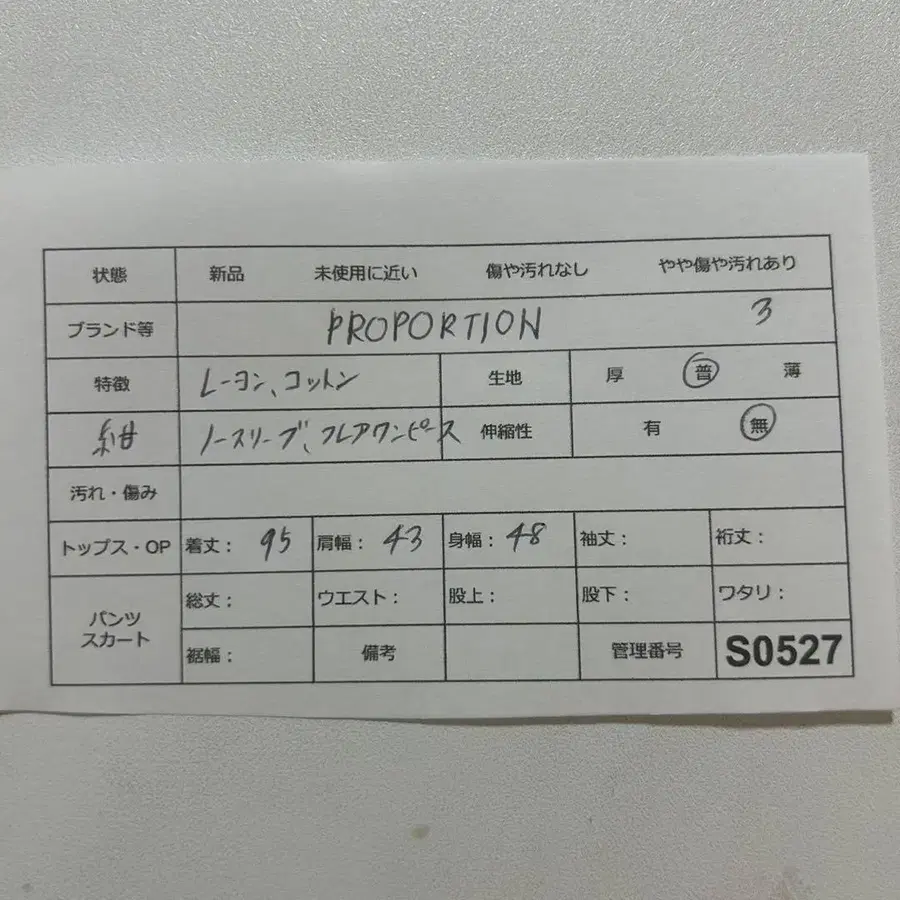 状態 新品 未使用に近い 傷や汚れなし やや傷や汚れあり
ブランド等 PROPORTION 3
特徴 レーヨン、コットン 生地 厚 普 薄
紺 ノースリーブ、フレアワンピース 伸縮性 有 無
汚れ・傷み
トップス・OP 着丈： 95 肩幅： 43 身幅： 48 袖丈： 裄丈：
パンツ スカート 総丈： ウエスト： 股上： 股下： ワタリ：
裾幅： 備考 管理番号 S0527